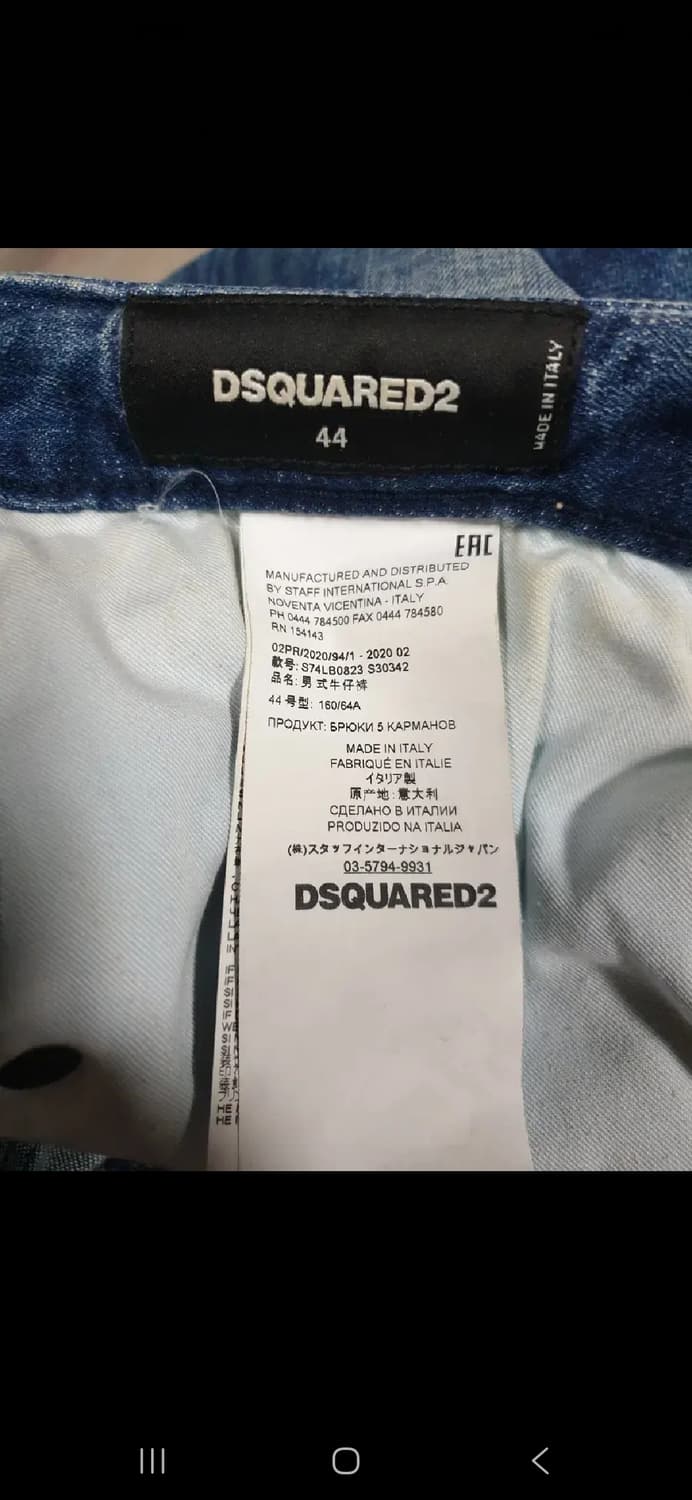 DSQUARED2
44
MADE IN ITALY
EAC
MANUFACTURED AND DISTRIBUTED
BY STAFF INTERNATIONAL S.P.A.
NOVENTA VICENTINA - ITALY
PH 0444 784500 FAX 0444 784580
RN 154143
02PR/2020/94/1 - 2020 02
款号: S74LB0823 S30342
品名: 男式牛仔裤
44 号型: 160/64A
ПРОДУКТ: БРЮКИ 5 КАРМАНОВ
MADE IN ITALY
FABRIQUÉ EN ITALIE
イタリア製
原产地: 意大利
СДЕЛАНО В ИТАЛИИ
PRODUZIDO NA ITALIA
(株)スタッフインターナショナルジャパン
03-5794-9931
DSQUARED2